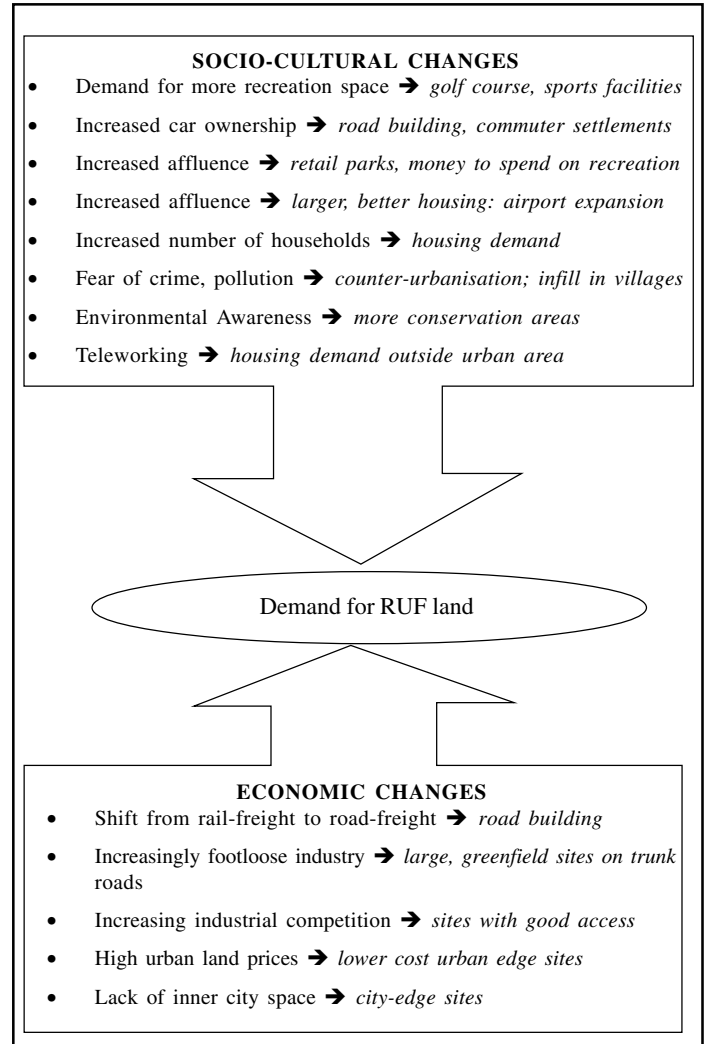 SOCIO-CULTURAL CHANGES
• Demand for more recreation space ➔ golf course, sports facilities
• Increased car ownership ➔ road building, commuter settlements
• Increased affluence ➔ retail parks, money to spend on recreation
• Increased affluence ➔ larger, better housing: airport expansion
• Increased number of households ➔ housing demand
• Fear of crime, pollution ➔ counter-urbanisation; infill in villages
• Environmental Awareness ➔ more conservation areas
• Teleworking ➔ housing demand outside urban area
Demand for RUF land
ECONOMIC CHANGES
• Shift from rail-freight to road-freight ➔ road building
• Increasingly footloose industry ➔ large, greenfield sites on trunk
roads
• Increasing industrial competition ➔ sites with good access
• High urban land prices ➔ lower cost urban edge sites
• Lack of inner city space ➔ city-edge sites